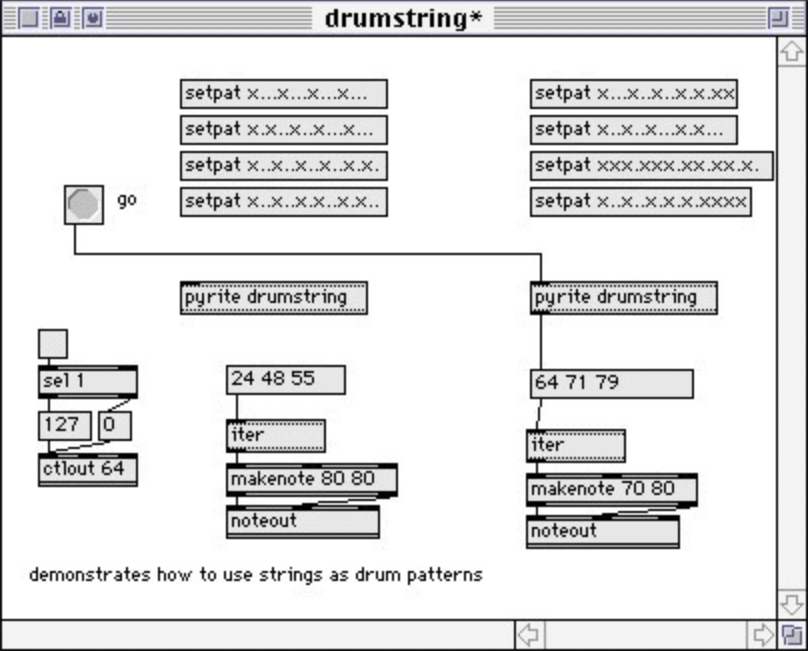 drumstring*
setpat x...x...x...x...
setpat x.x..x..x...x...
setpat x..x..x..x..x.x.
setpat x..x..x..x.x.x..
setpat x...x..x..x.x.xx
setpat x..x..x...x.x...
setpat xxx.xxx.xx.xx.x.
setpat x..x..x.x.x.xxxx
go
pyrite drumstring
pyrite drumstring
sel 1
127
0
ctlout 64
24 48 55
iter
makenote 80 80
noteout
64 71 79
iter
makenote 70 80
noteout
demonstrates how to use strings as drum patterns